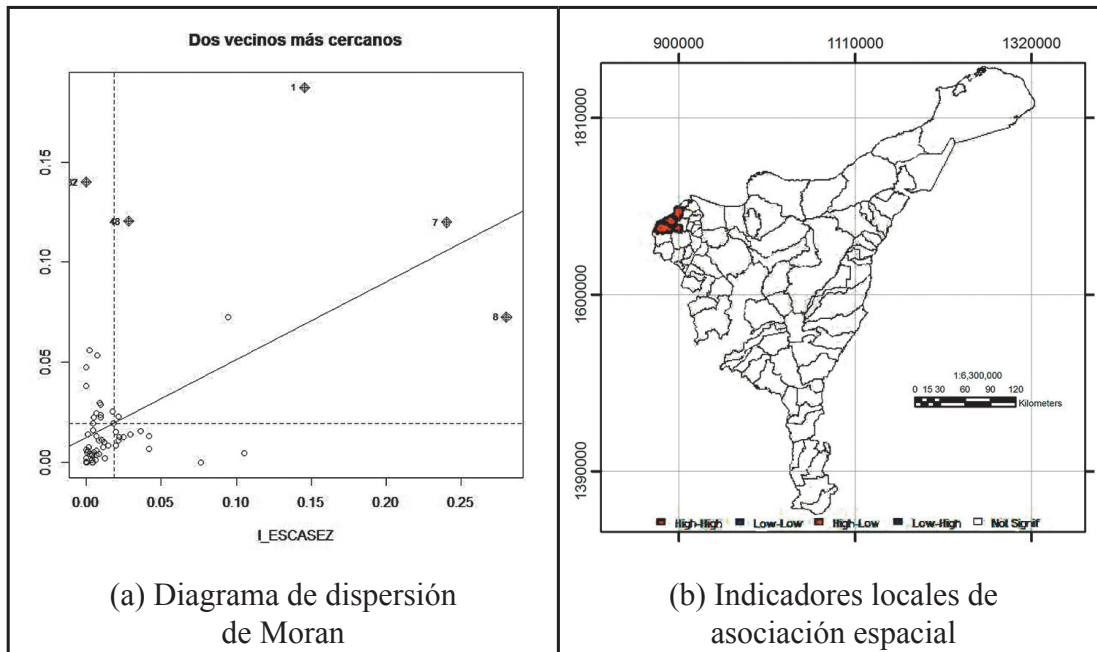 Dos vecinos más cercanos
1
7
48
8
0.15
0.10
0.05
0.00
0.00 0.05 0.10 0.15 0.20 0.25
I_ESCASEZ
(a) Diagrama de dispersión
de Moran
900000 1110000 1320000
1810000
1600000
1390000
1:6,300,000
0 15 30 60 90 120
Kilometers
High-High Low-Low High-Low Low-High Not Signif
(b) Indicadores locales de
asociación espacial